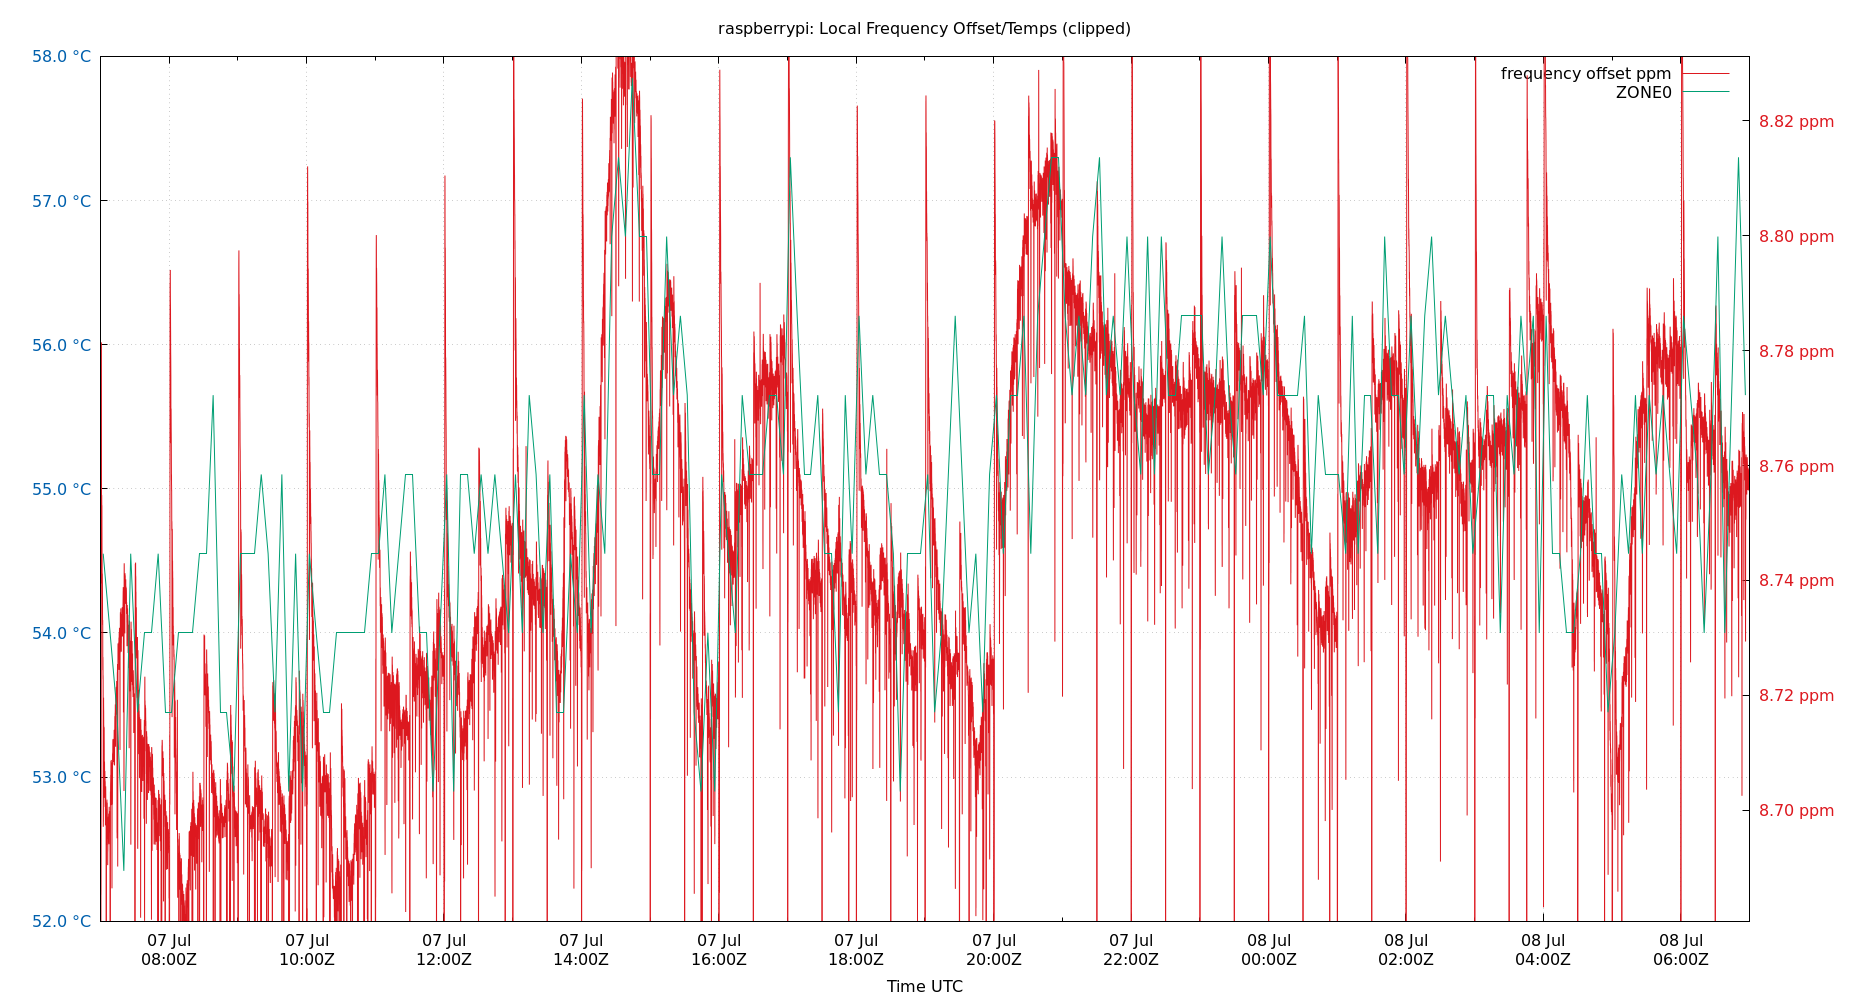 raspberrypi: Local Frequency Offset/Temps (clipped)
58.0 °C
57.0 °C
56.0 °C
55.0 °C
54.0 °C
53.0 °C
52.0 °C
frequency offset ppm
ZONE0
8.82 ppm
8.80 ppm
8.78 ppm
8.76 ppm
8.74 ppm
8.72 ppm
8.70 ppm
07 Jul
08:00Z
07 Jul
10:00Z
07 Jul
12:00Z
07 Jul
14:00Z
07 Jul
16:00Z
07 Jul
18:00Z
07 Jul
20:00Z
07 Jul
22:00Z
08 Jul
00:00Z
08 Jul
02:00Z
08 Jul
04:00Z
08 Jul
06:00Z
Time UTC